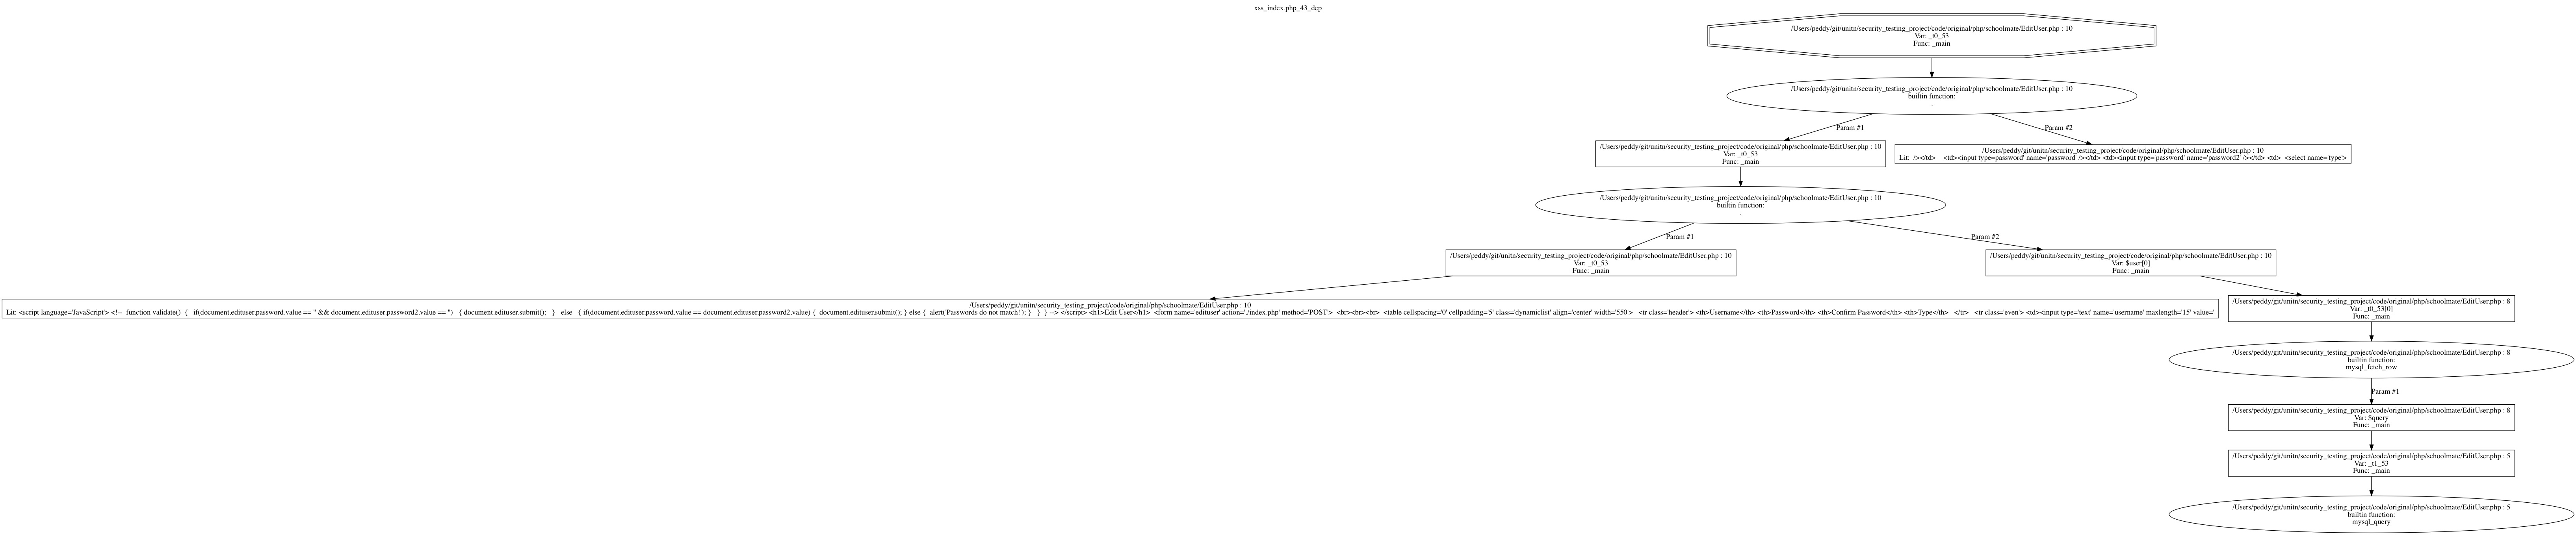 xss_index.php_43_dep
/Users/peddy/git/unitn/security_testing_project/code/original/php/schoolmate/EditUser.php : 10
Var: _t0_53
Func: _main
/Users/peddy/git/unitn/security_testing_project/code/original/php/schoolmate/EditUser.php : 10
builtin function:
.
Param #1
Param #2
/Users/peddy/git/unitn/security_testing_project/code/original/php/schoolmate/EditUser.php : 10
Var: _t0_53
Func: _main
/Users/peddy/git/unitn/security_testing_project/code/original/php/schoolmate/EditUser.php : 10
Lit: ' /></td> <td><input type=password' name='password' /></td> <td><input type='password' name='password2' /></td> <td> <select name='type'>
/Users/peddy/git/unitn/security_testing_project/code/original/php/schoolmate/EditUser.php : 10
builtin function:
.
Param #1
Param #2
/Users/peddy/git/unitn/security_testing_project/code/original/php/schoolmate/EditUser.php : 10
Var: _t0_53
Func: _main
/Users/peddy/git/unitn/security_testing_project/code/original/php/schoolmate/EditUser.php : 10
Var: $user[0]
Func: _main
/Users/peddy/git/unitn/security_testing_project/code/original/php/schoolmate/EditUser.php : 10
Lit: <script language='JavaScript'> <!-- function validate() { if(document.edituser.password.value == '' && document.edituser.password2.value == '') { document.edituser.submit(); } else { if(document.edituser.password.value == document.edituser.password2.value) { document.edituser.submit(); } else { alert('Passwords do not match!'); } } } --> </script> <h1>Edit User</h1> <form name='edituser' action='./index.php' method='POST'> <br><br><br> <table cellspacing='0' cellpadding='5' class='dynamiclist' align='center' width='550'> <tr class='header'> <th>Username</th> <th>Password</th> <th>Confirm Password</th> <th>Type</th> </tr> <tr class='even'> <td><input type='text' name='username' maxlength='15' value='
/Users/peddy/git/unitn/security_testing_project/code/original/php/schoolmate/EditUser.php : 8
Var: _t0_53[0]
Func: _main
/Users/peddy/git/unitn/security_testing_project/code/original/php/schoolmate/EditUser.php : 8
builtin function:
mysql_fetch_row
Param #1
/Users/peddy/git/unitn/security_testing_project/code/original/php/schoolmate/EditUser.php : 8
Var: $query
Func: _main
/Users/peddy/git/unitn/security_testing_project/code/original/php/schoolmate/EditUser.php : 5
Var: _t1_53
Func: _main
/Users/peddy/git/unitn/security_testing_project/code/original/php/schoolmate/EditUser.php : 5
builtin function:
mysql_query